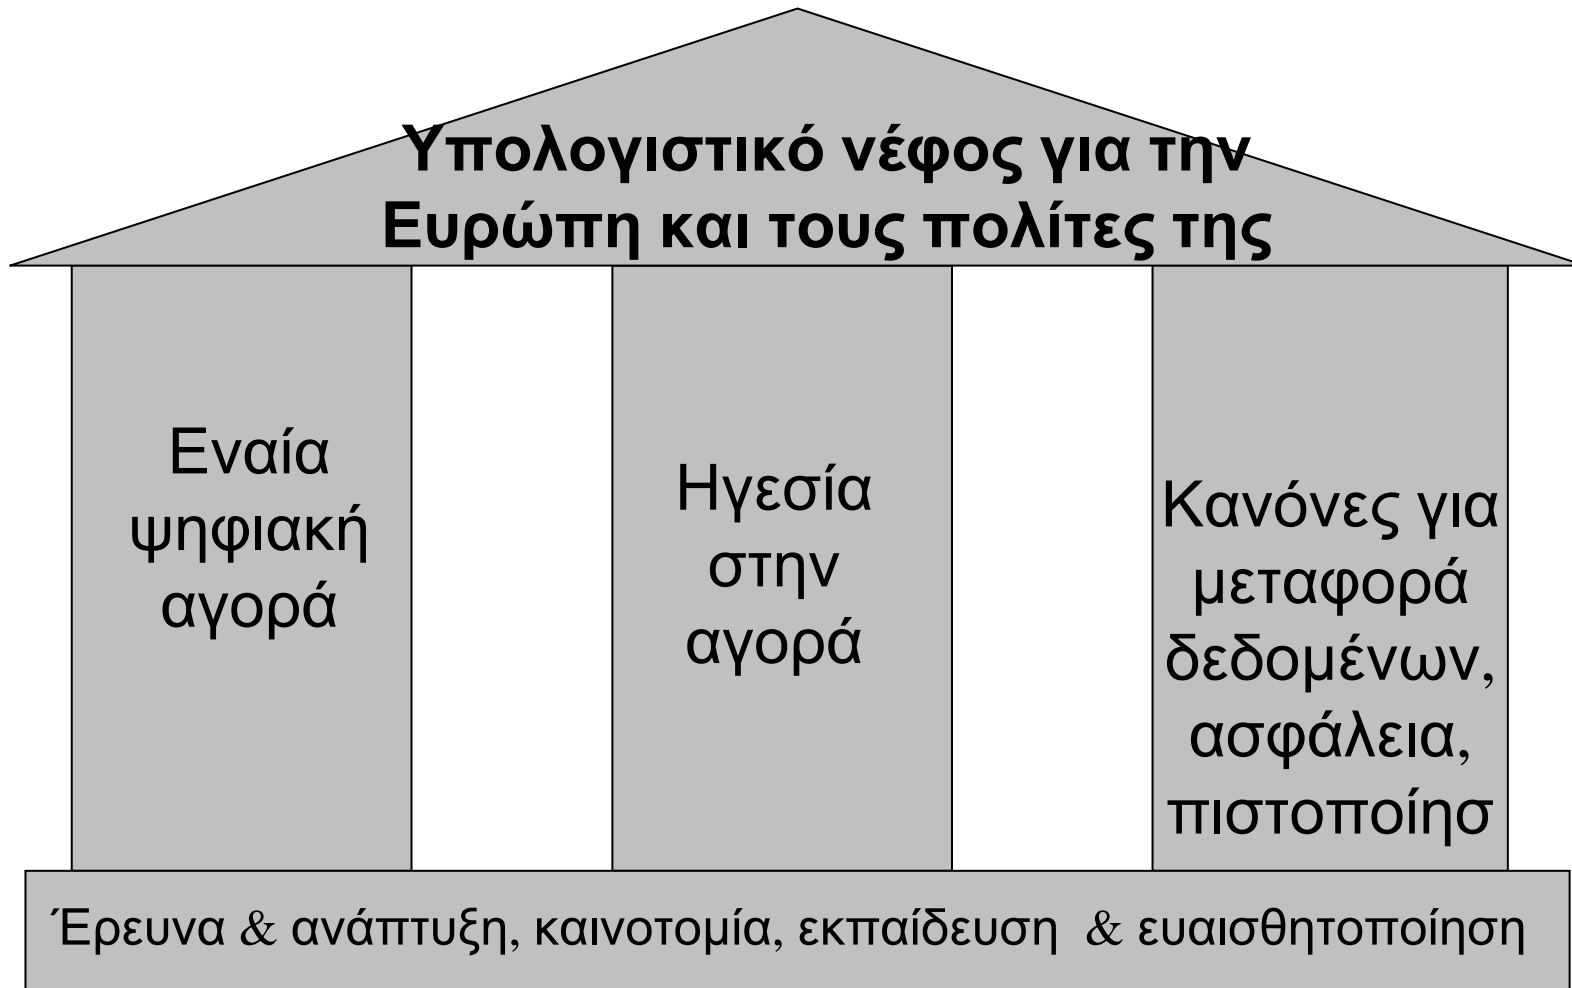 Υπολογιστικό νέφος για την
Ευρώπη και τους πολίτες της
Εναία
ψηφιακή
αγορά
Ηγεσία
στην
αγορά
Κανόνες για
μεταφορά
δεδομένων,
ασφάλεια,
πιστοποίησ
Έρευνα & ανάπτυξη, καινοτομία, εκπαίδευση & ευαισθητοποίηση